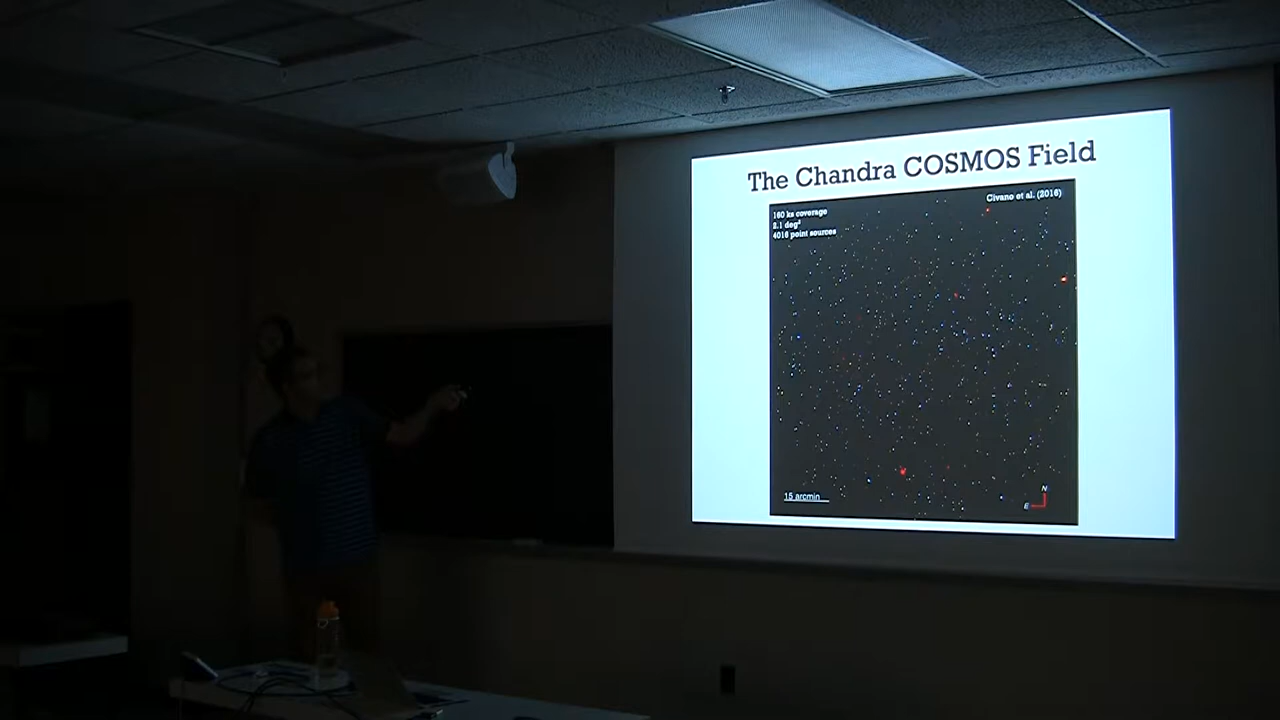 The Chandra COSMOS Field
Civano et al. (2016)
160 ks coverage
2.1 deg²
4016 point sources
15 arcmin
N
E